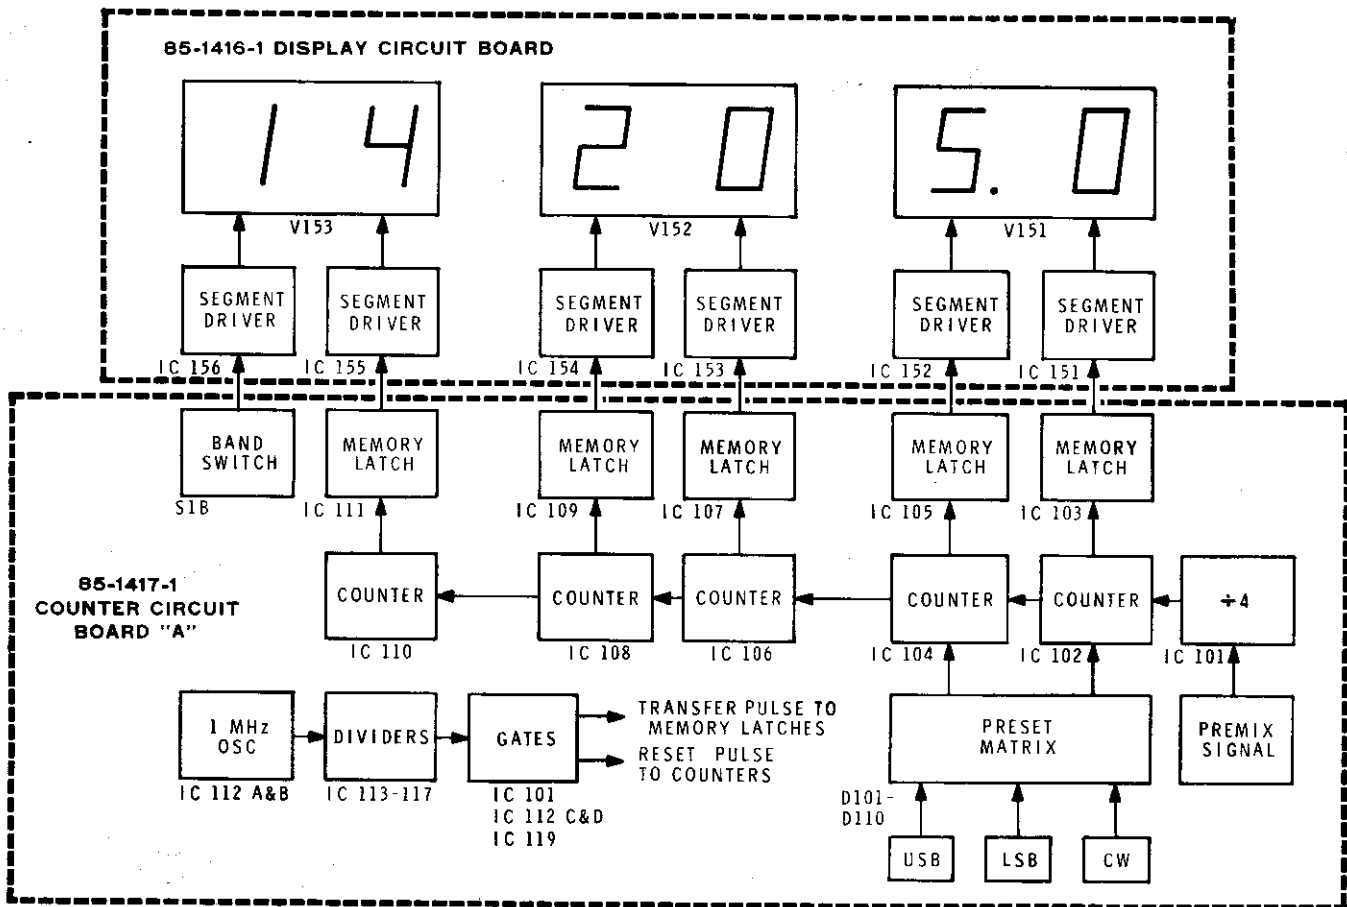 85-1416-1 DISPLAY CIRCUIT BOARD
1 4
2 0
5. 0
V153
V152
V151
SEGMENT
DRIVER
SEGMENT
DRIVER
SEGMENT
DRIVER
SEGMENT
DRIVER
SEGMENT
DRIVER
SEGMENT
DRIVER
IC 156
IC 155
IC 154
IC 153
IC 152
IC 151
BAND
SWITCH
MEMORY
LATCH
MEMORY
LATCH
MEMORY
LATCH
MEMORY
LATCH
MEMORY
LATCH
S1B
IC 111
IC 109
IC 107
IC 105
IC 103
85-1417-1
COUNTER CIRCUIT
BOARD "A"
COUNTER
COUNTER
COUNTER
COUNTER
COUNTER
÷4
IC 110
IC 108
IC 106
IC 104
IC 102
IC 101
1 MHz
OSC
DIVIDERS
GATES
TRANSFER PULSE TO
MEMORY LATCHES
RESET PULSE
TO COUNTERS
PRESET
MATRIX
PREMIX
SIGNAL
IC 112 A&B
IC 113-117
IC 101
IC 112 C&D
IC 119
D101-
D110
USB
LSB
CW